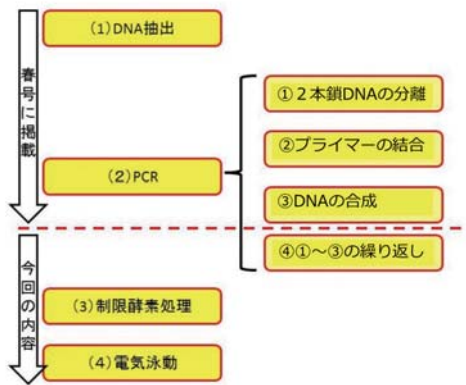 (1)DNA抽出
春号に掲載
①２本鎖DNAの分離
②プライマーの結合
(2)PCR
③DNAの合成
④①～③の繰り返し
今回の内容
(3)制限酵素処理
(4)電気泳動